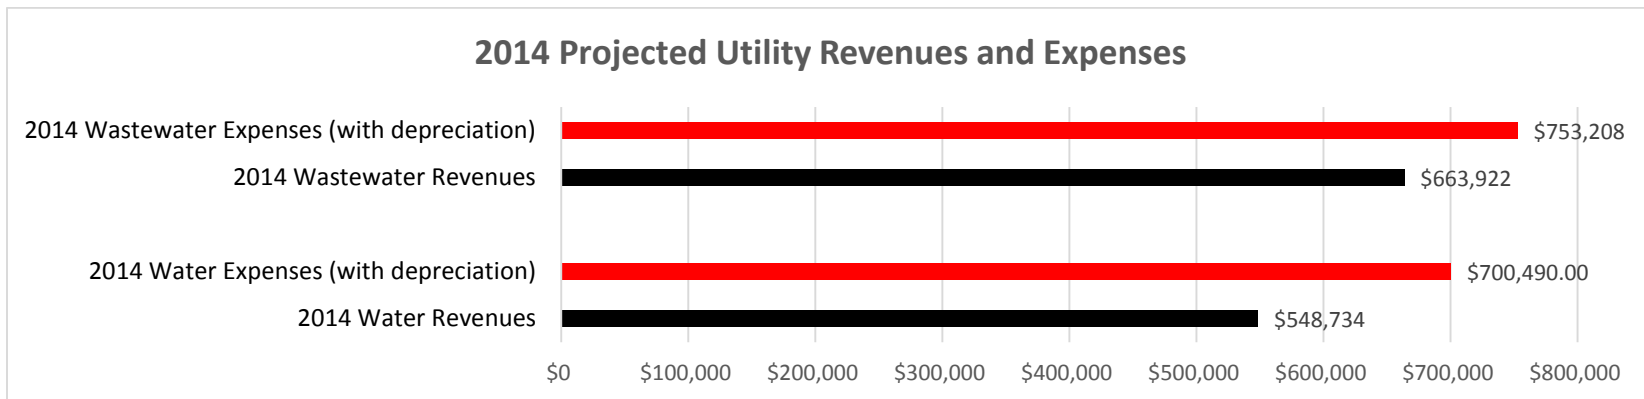 2014 Projected Utility Revenues and Expenses
2014 Wastewater Expenses (with depreciation) $753,208
2014 Wastewater Revenues $663,922
2014 Water Expenses (with depreciation) $700,490.00
2014 Water Revenues $548,734
$0 $100,000 $200,000 $300,000 $400,000 $500,000 $600,000 $700,000 $800,000